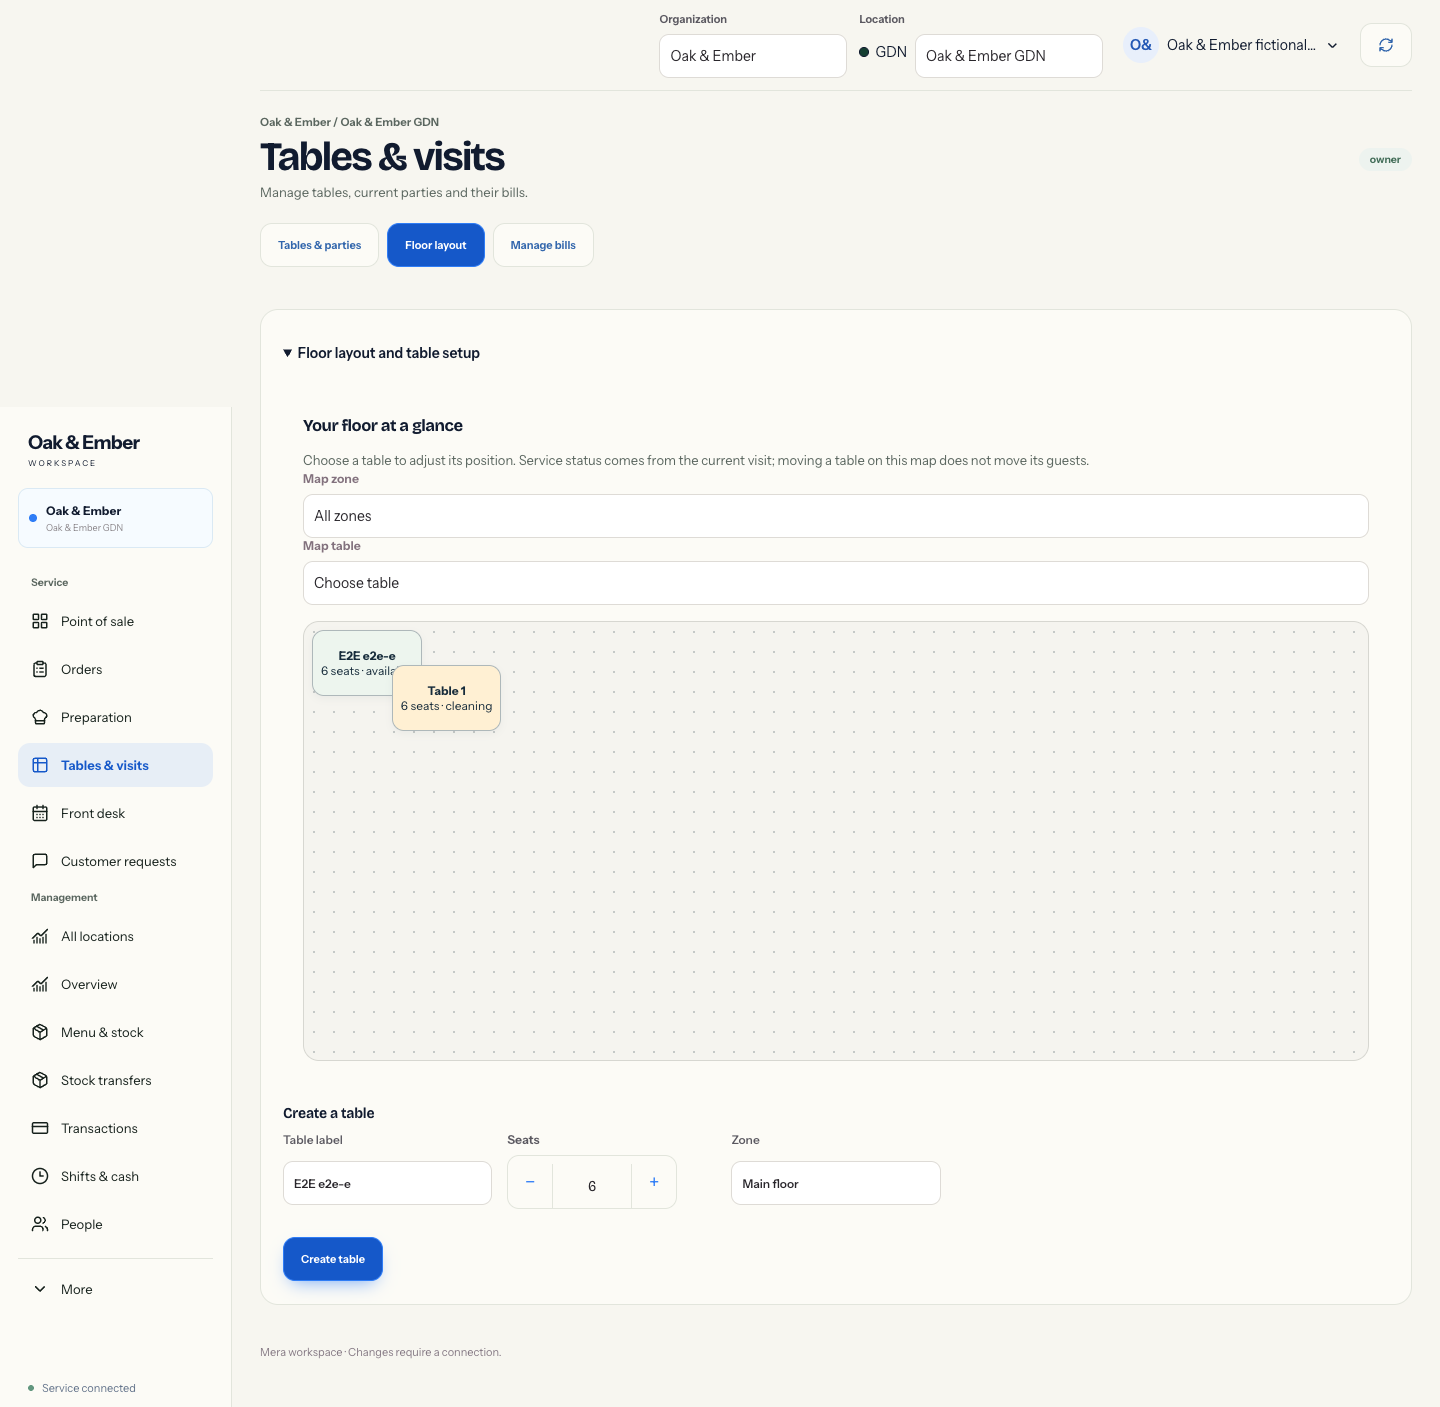 Organization
Location
Oak & Ember
GDN
Oak & Ember GDN
O&
Oak & Ember fictional...
Oak & Ember / Oak & Ember GDN
Tables & visits
owner
Manage tables, current parties and their bills.
Tables & parties
Floor layout
Manage bills
Floor layout and table setup
Your floor at a glance
Choose a table to adjust its position. Service status comes from the current visit; moving a table on this map does not move its guests.
Map zone
All zones
Map table
Choose table
E2E e2e-e
6 seats · availa
Table 1
6 seats · cleaning
Create a table
Table label
Seats
Zone
E2E e2e-e
−
6
+
Main floor
Create table
Mera workspace · Changes require a connection.
Oak & Ember
WORKSPACE
Oak & Ember
Oak & Ember GDN
Service
Point of sale
Orders
Preparation
Tables & visits
Front desk
Customer requests
Management
All locations
Overview
Menu & stock
Stock transfers
Transactions
Shifts & cash
People
More
Service connected